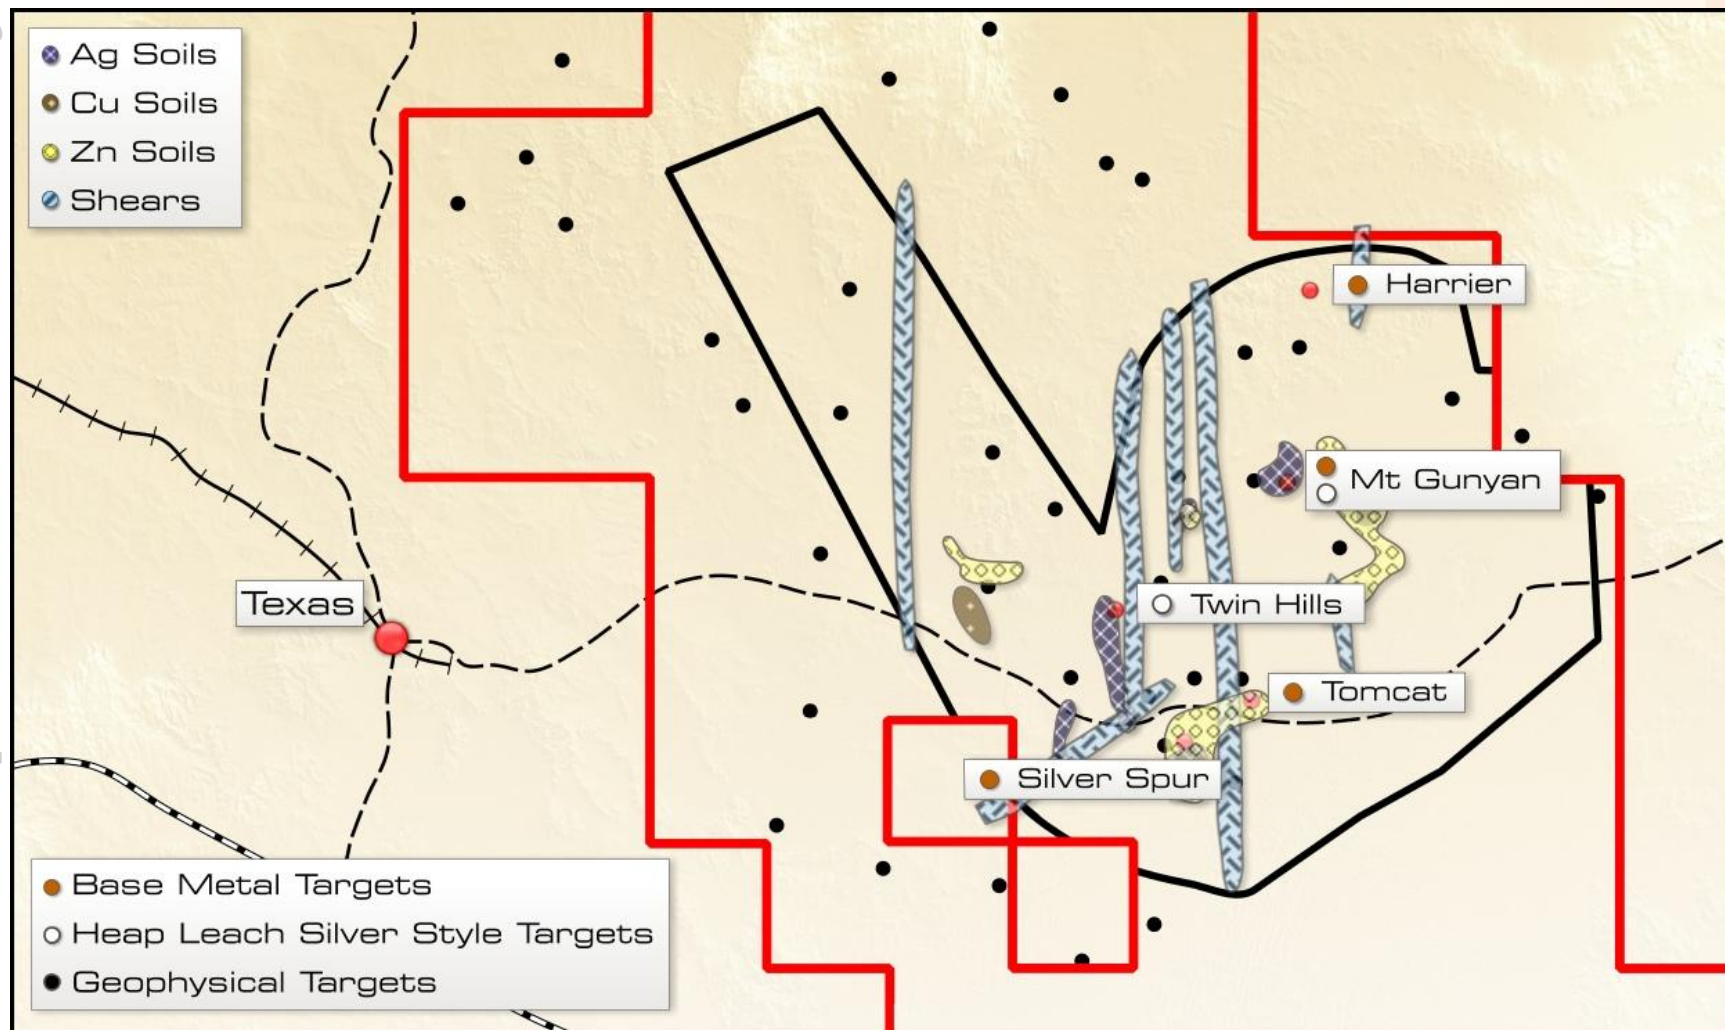 Ag Soils
Cu Soils
Zn Soils
Shears
Harrier
Mt Gunyan
Texas
Twin Hills
Tomcat
Silver Spur
Base Metal Targets
Heap Leach Silver Style Targets
Geophysical Targets